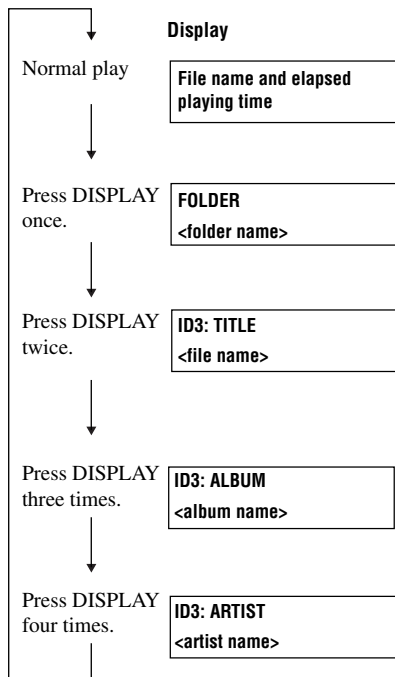 Display
Normal play
File name and elapsed
playing time
Press DISPLAY
once.
FOLDER
<folder name>
Press DISPLAY
twice.
ID3: TITLE
<file name>
Press DISPLAY
three times.
ID3: ALBUM
<album name>
Press DISPLAY
four times.
ID3: ARTIST
<artist name>